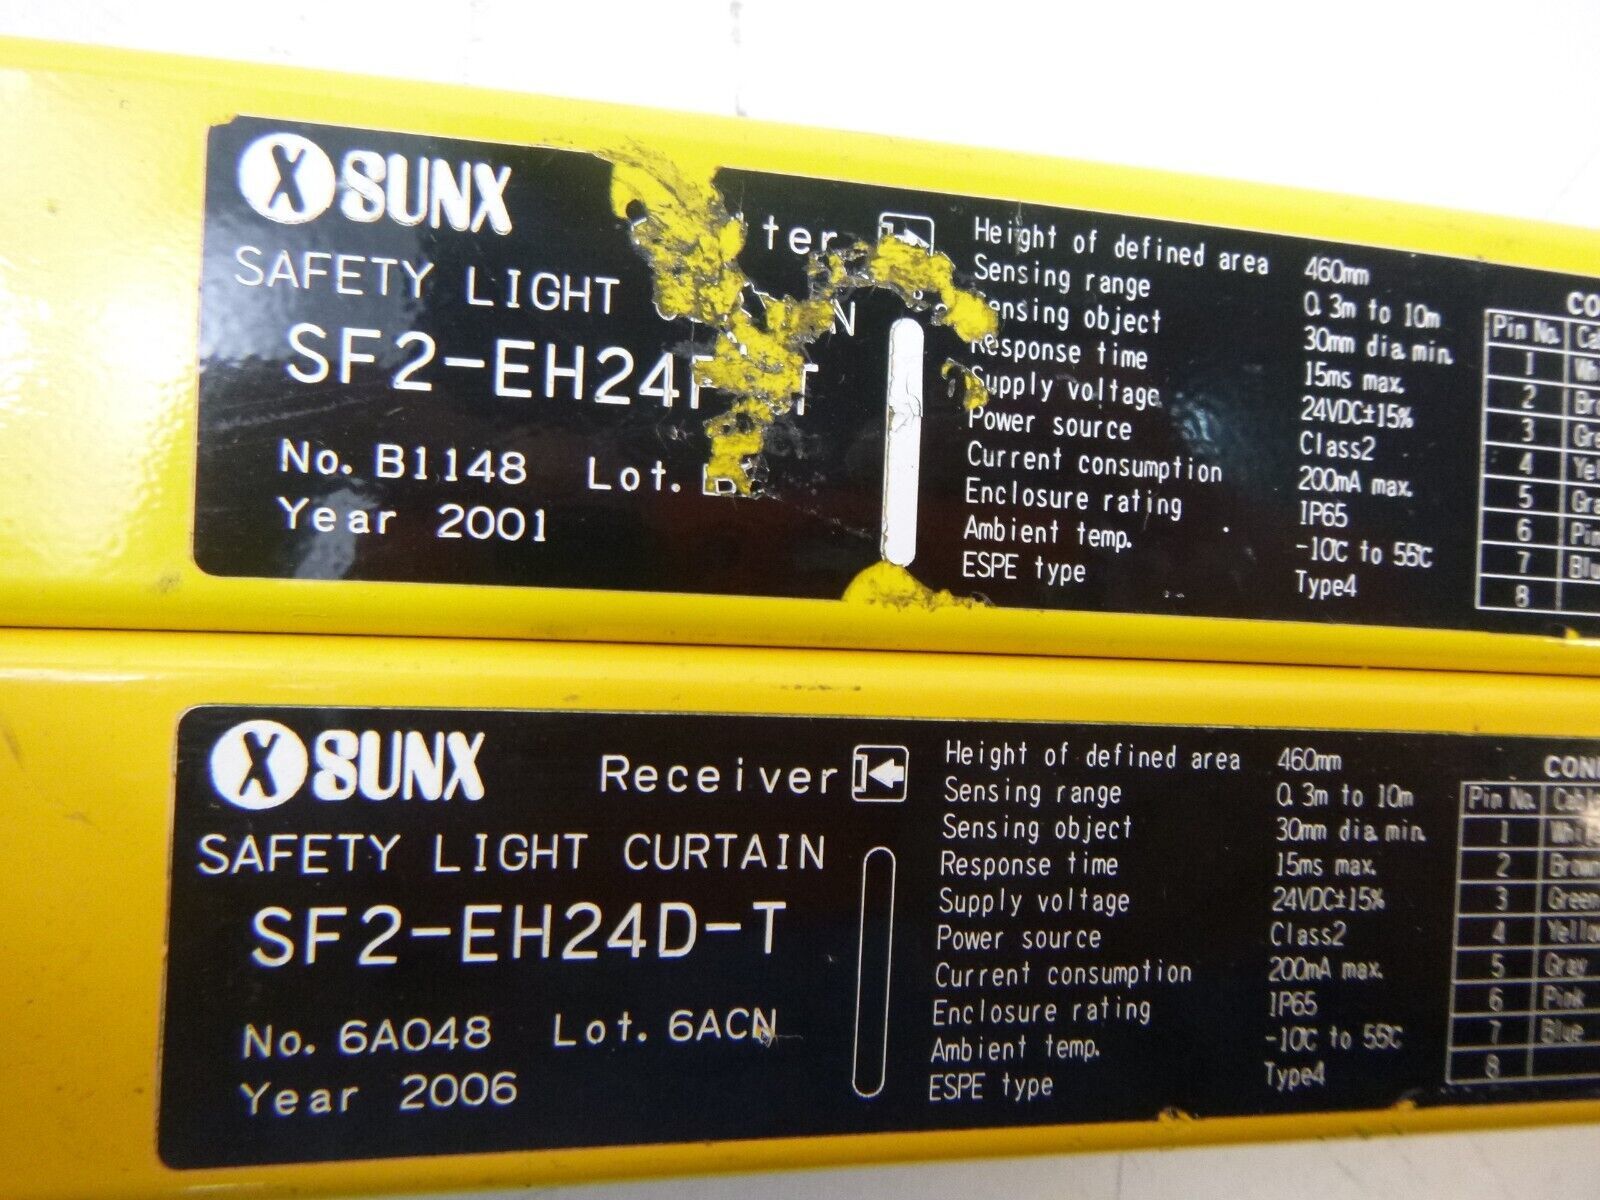 SUNX
SAFETY LIGHT
SF2-EH24
No. B1148 Lot.
Year 2001
Height of defined area 460mm
Sensing range 0.3m to 10m
Sensing object 30mm dia. min.
Response time 15ms max.
Supply voltage 24VDC±15%
Power source Class2
Current consumption 200mA max.
Enclosure rating IP65
Ambient temp. -10℃ to 55℃
ESPE type Type4
Pin No.
1
2
3
4
5
6
7
8
SUNX
Receiver
SAFETY LIGHT CURTAIN
SF2-EH24D-T
No. 6A048 Lot. 6ACN
Year 2006
Height of defined area 460mm
Sensing range 0.3m to 10m
Sensing object 30mm dia. min.
Response time 15ms max.
Supply voltage 24VDC±15%
Power source Class2
Current consumption 200mA max.
Enclosure rating IP65
Ambient temp. -10℃ to 55℃
ESPE type Type4
Pin No.
1
2 Brown
3 Green
4
5 Gray
6 Pink
7 Blue
8